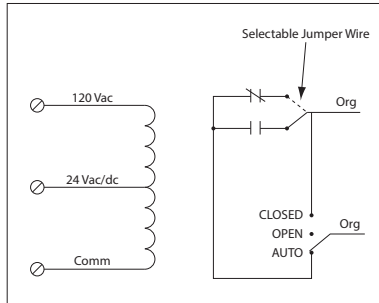 Selectable Jumper Wire
120 Vac
Org
24 Vac/dc
CLOSED
Org
OPEN
AUTO
Comm